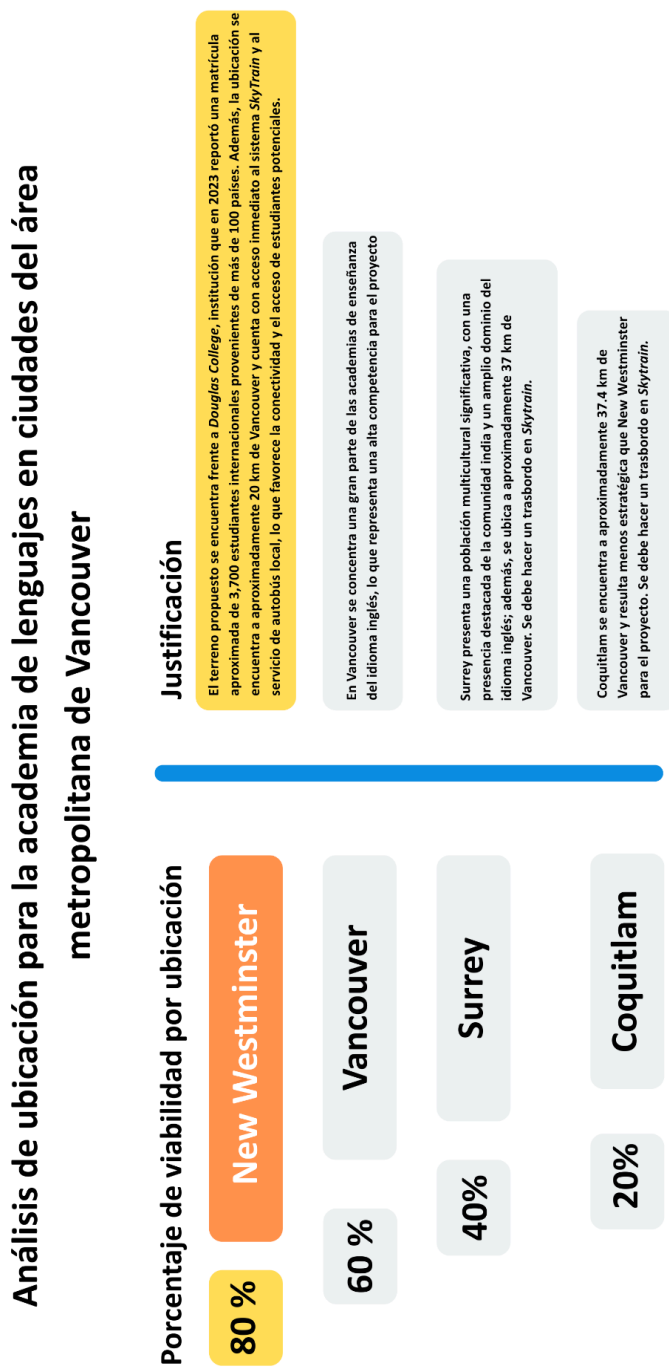 Análisis de ubicación para la academia de lenguajes en ciudades del área
metropolitana de Vancouver
Porcentaje de viabilidad por ubicación
Justificación
80 %
New Westminster
El terreno propuesto se encuentra frente a Douglas College, institución que en 2023 reportó una matrícula
aproximada de 3,700 estudiantes internacionales provenientes de más de 100 países. Además, la ubicación se
encuentra a aproximadamente 20 km de Vancouver y cuenta con acceso inmediato al sistema SkyTrain y al
servicio de autobús local, lo que favorece la conectividad y el acceso de estudiantes potenciales.
60 %
Vancouver
En Vancouver se concentra una gran parte de las academias de enseñanza
del idioma inglés, lo que representa una alta competencia para el proyecto
40%
Surrey
Surrey presenta una población multicultural significativa, con una
presencia destacada de la comunidad india y un amplio dominio del
idioma inglés; además, se ubica a aproximadamente 37 km de
Vancouver. Se debe hacer un trasbordo en Skytrain.
20%
Coquitlam
Coquitlam se encuentra a aproximadamente 37.4 km de
Vancouver y resulta menos estratégica que New Westminster
para el proyecto. Se debe hacer un trasbordo en Skytrain.